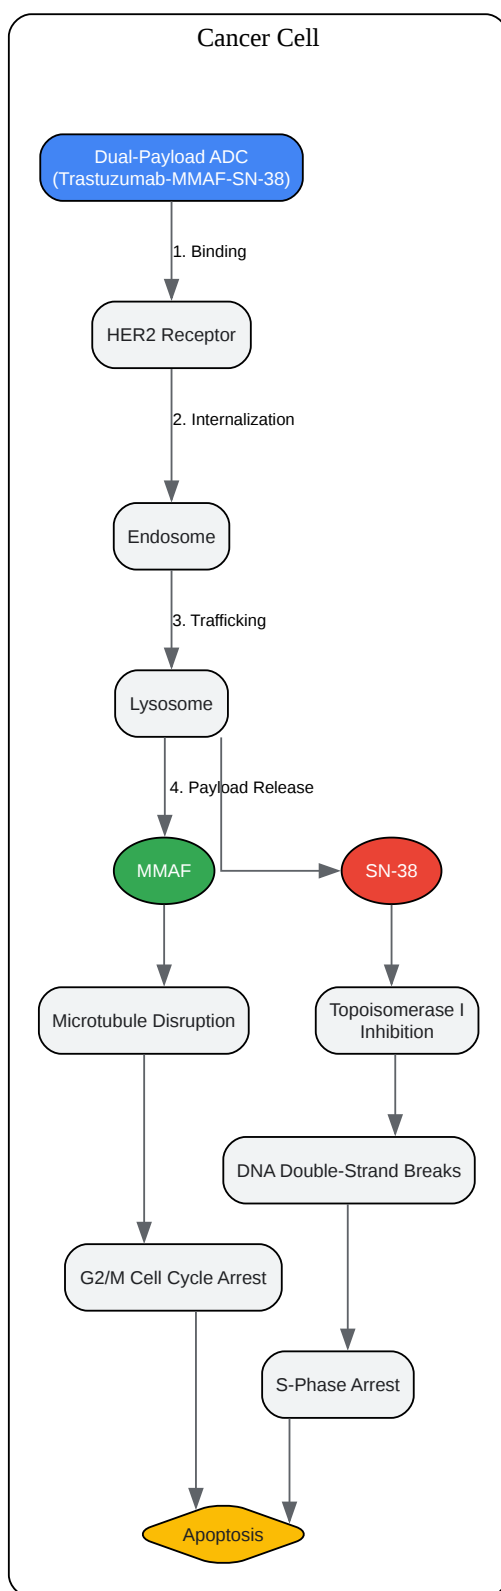 Cancer Cell
Dual-Payload ADC
(Trastuzumab-MMAF-SN-38)
1. Binding
HER2 Receptor
2. Internalization
Endosome
3. Trafficking
Lysosome
4. Payload Release
MMAF
SN-38
Microtubule Disruption
Topoisomerase I
Inhibition
DNA Double-Strand Breaks
G2/M Cell Cycle Arrest
S-Phase Arrest
Apoptosis